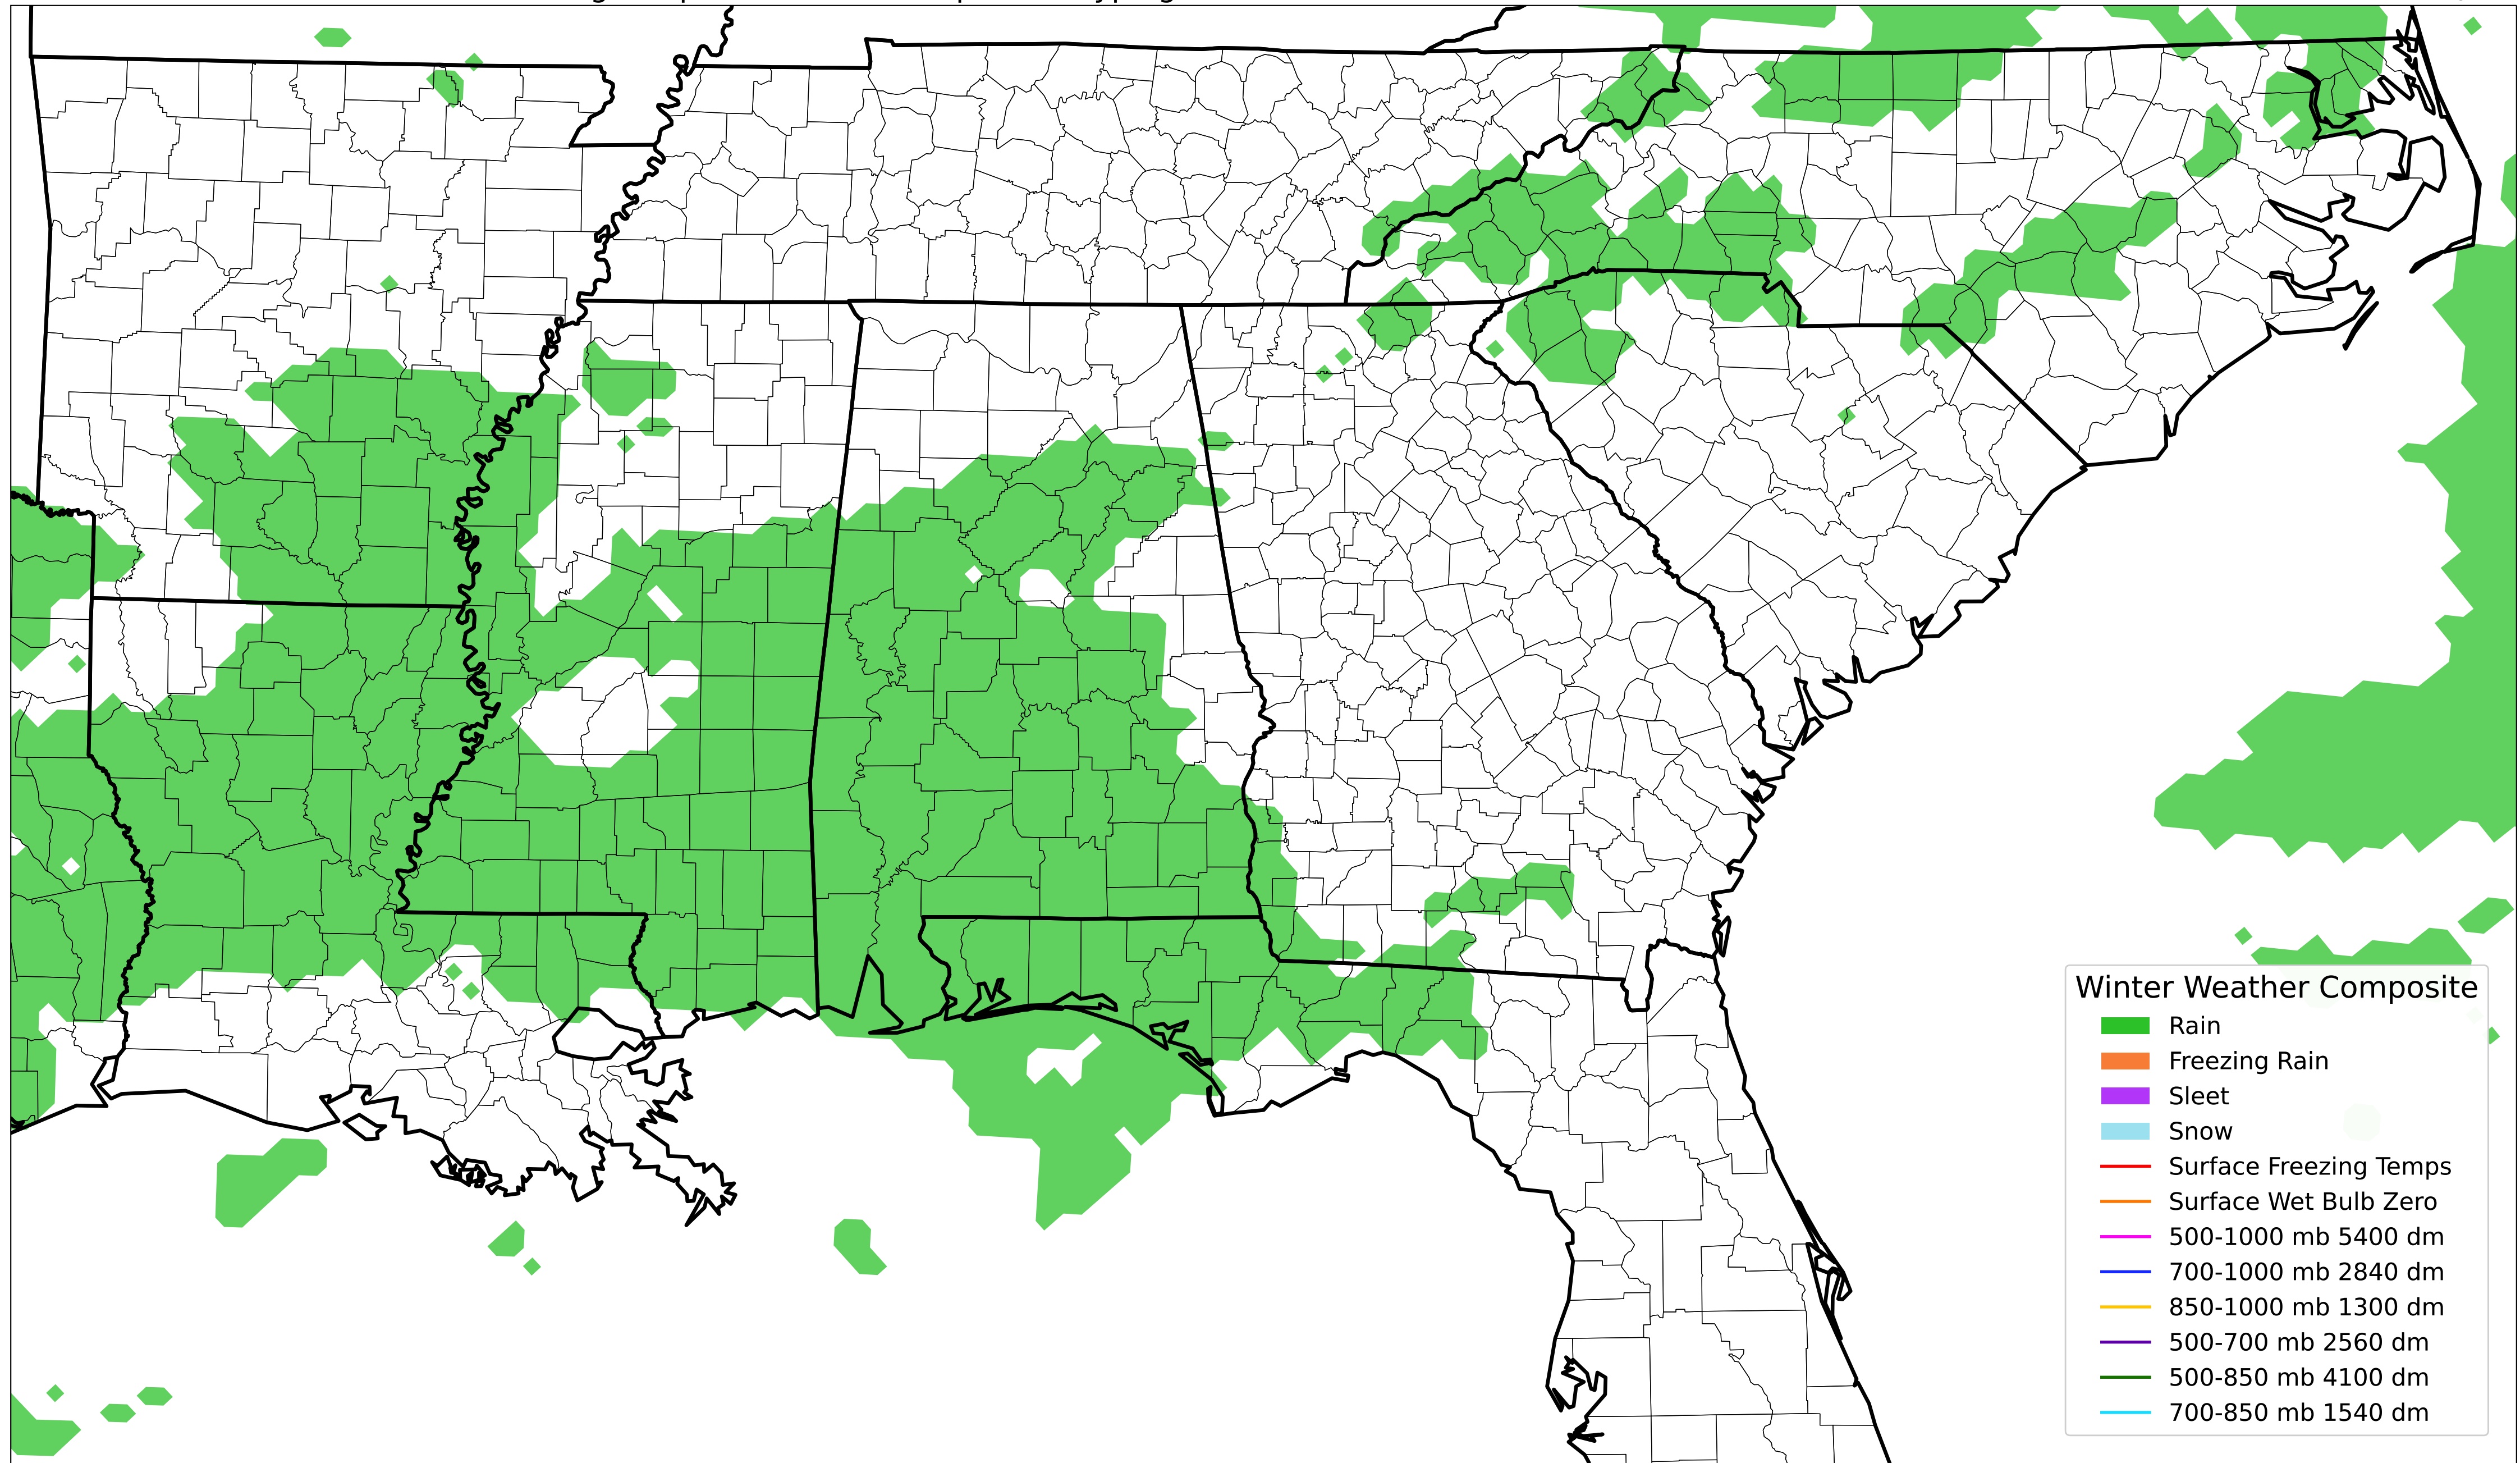 Winter Weather Composite
Rain
Freezing Rain
Sleet
Snow
Surface Freezing Temps
Surface Wet Bulb Zero
500-1000 mb 5400 dm
700-1000 mb 2840 dm
850-1000 mb 1300 dm
500-700 mb 2560 dm
500-850 mb 4100 dm
700-850 mb 1540 dm